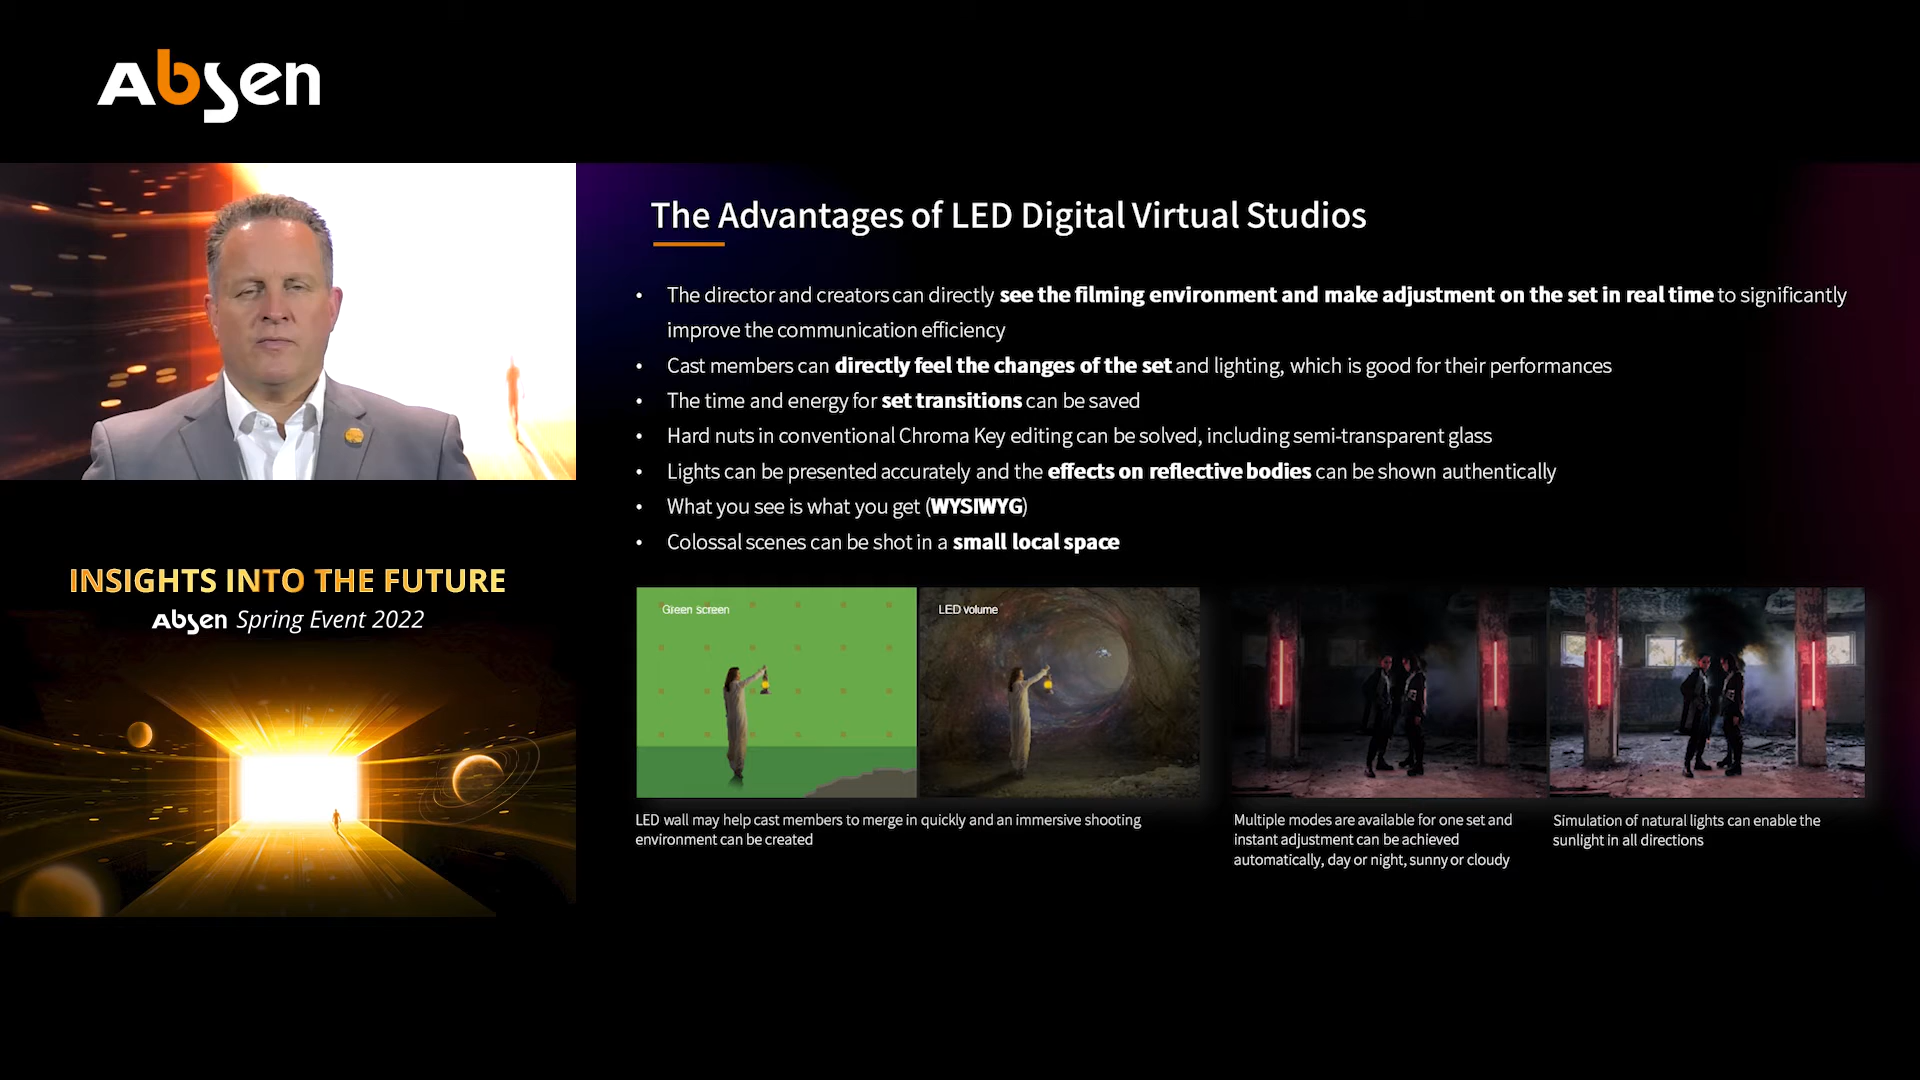 Absen
The Advantages of LED Digital Virtual Studios
• The director and creators can directly see the filming environment and make adjustment on the set in real time to significantly
improve the communication efficiency
• Cast members can directly feel the changes of the set and lighting, which is good for their performances
• The time and energy for set transitions can be saved
• Hard nuts in conventional Chroma Key editing can be solved, including semi-transparent glass
• Lights can be presented accurately and the effects on reflective bodies can be shown authentically
• What you see is what you get (WYSIWYG)
• Colossal scenes can be shot in a small local space
INSIGHTS INTO THE FUTURE
Absen Spring Event 2022
Green screen
LED volume
LED wall may help cast members to merge in quickly and an immersive shooting
environment can be created
Multiple modes are available for one set and
instant adjustment can be achieved
automatically, day or night, sunny or cloudy
Simulation of natural lights can enable the
sunlight in all directions